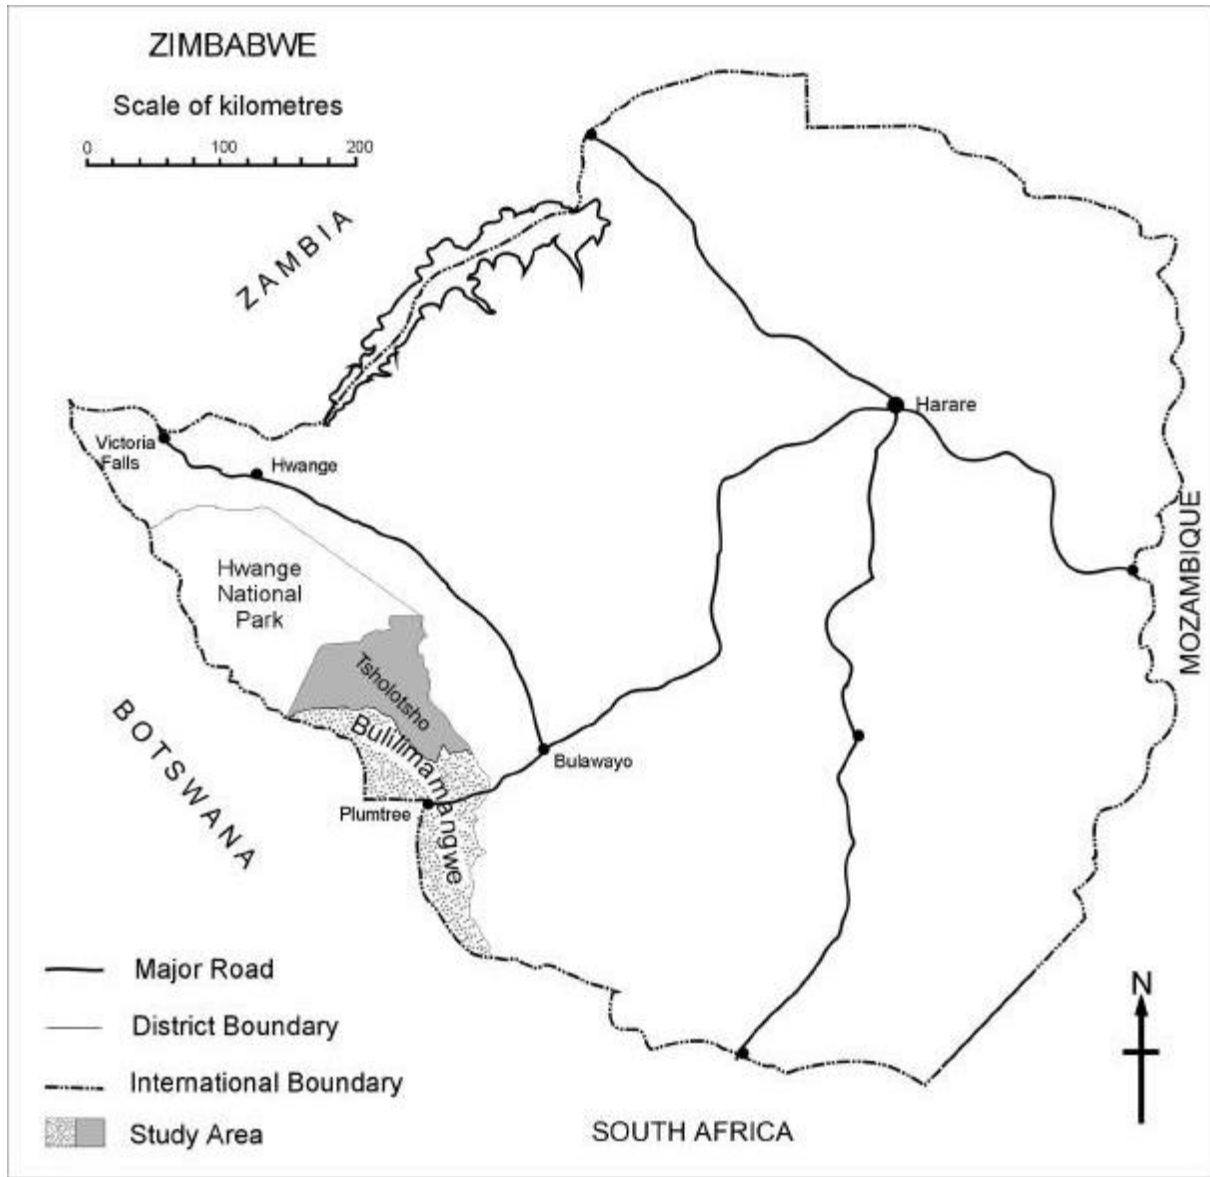 ZIMBABWE
Scale of kilometres
0 100 200
ZAMBIA
Harare
Victoria
Falls
Hwange
MOZAMBIQUE
Hwange
National
Park
Tsholotsho
Bulilimamangwe
BOTSWANA
Bulawayo
Plumtree
Major Road
District Boundary
International Boundary
Study Area
N
SOUTH AFRICA